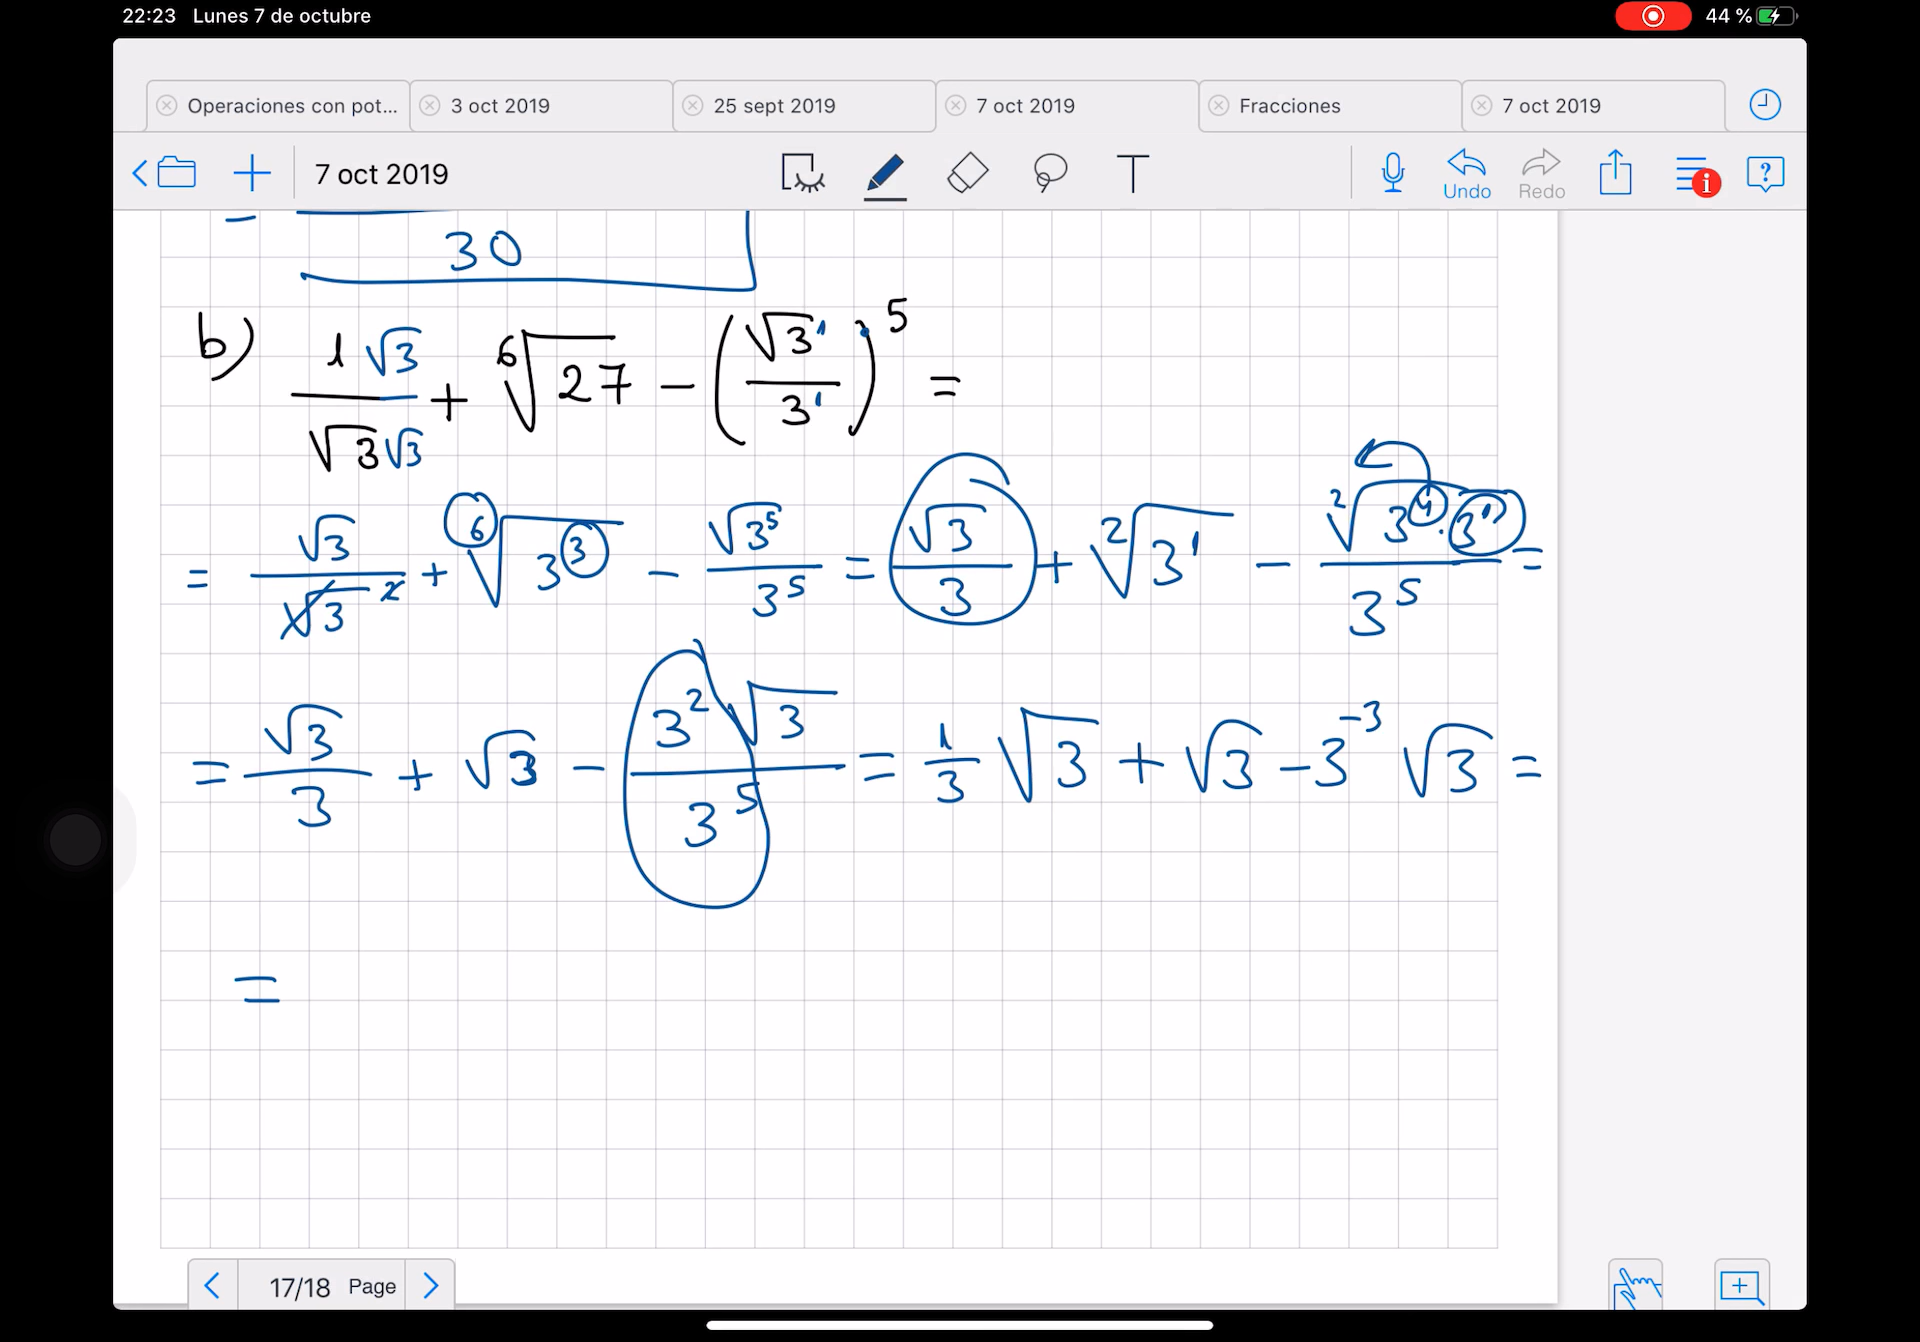 22:23 Lunes 7 de octubre 44 %
Operaciones con pot... 3 oct 2019 25 sept 2019 7 oct 2019 Fracciones 7 oct 2019
7 oct 2019 T Undo Redo i ?
= 30
b) 1√3/√3√3 + ⁶√27 − (√3¹/3¹)⁵ =
= √3/√3² + ⁶√3³ − √3⁵/3⁵ = √3/3 + ²√3¹ − ²√3⁴·3¹/3⁵ =
= √3/3 + √3 − 3²√3/3⁵ = 1/3 √3 + √3 − 3⁻³ √3 =
=
17/18 Page